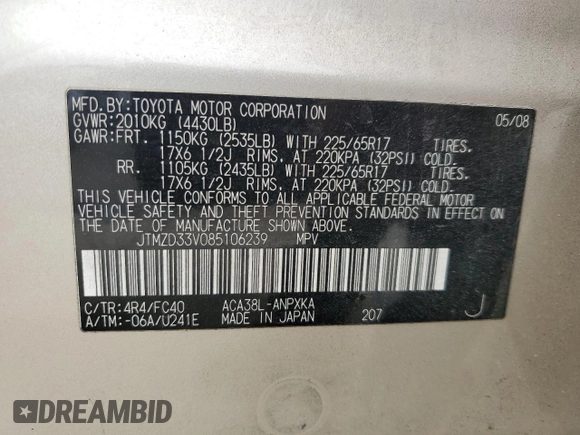 MFD.BY:TOYOTA MOTOR CORPORATION 05/08
GVWR:2010KG (4430LB)
GAWR:FRT. 1150KG (2535LB) WITH 225/65R17 TIRES.
17X6 1/2J RIMS. AT 220KPA (32PSI) COLD.
RR. 1105KG (2435LB) WITH 225/65R17 TIRES.
17X6 1/2J RIMS. AT 220KPA (32PSI) COLD.
THIS VEHICLE CONFORMS TO ALL APPLICABLE FEDERAL MOTOR
VEHICLE SAFETY AND THEFT PREVENTION STANDARDS IN EFFECT ON
THE DATE OF MANUFACTURE SHOWN ABOVE.
JTMZD33V085106239 MPV
C/TR:4R4/FC40 ACA38L-ANPXKA J
A/TM:-06A/U241E MADE IN JAPAN 207
DREAMBID